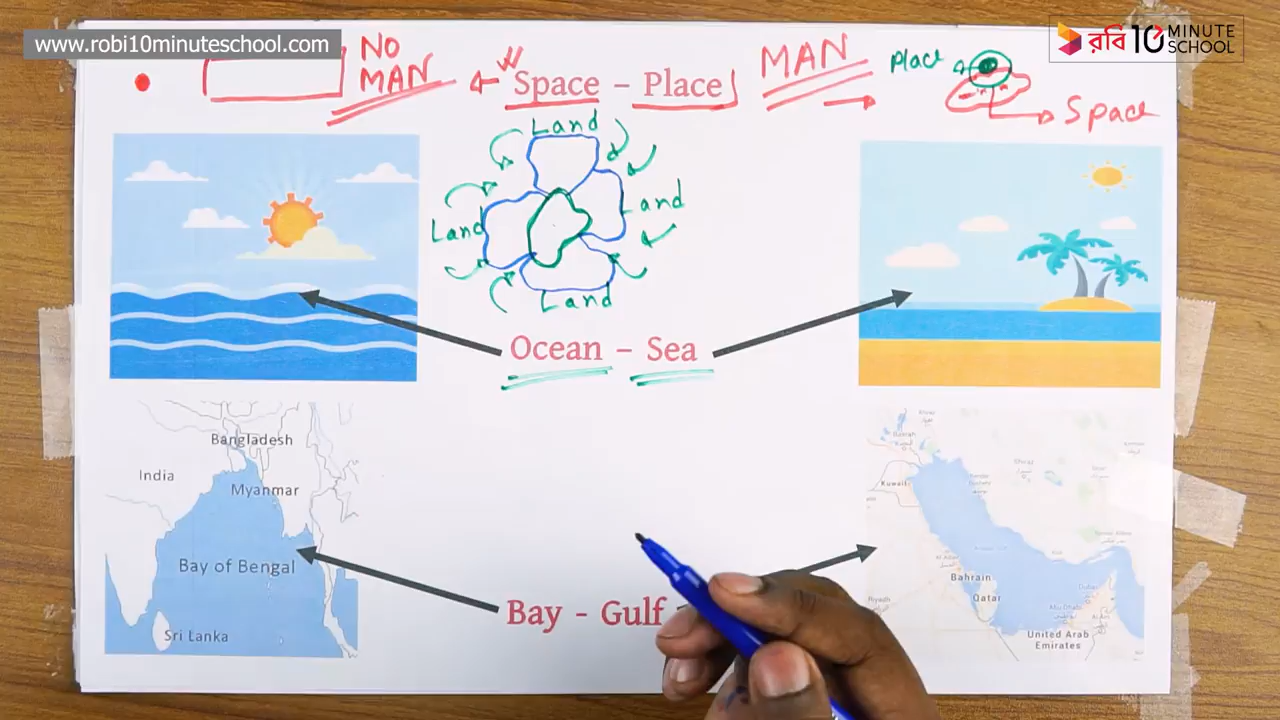 www.robi10minuteschool.com
রবি 10 MINUTE SCHOOL
NO MAN
Space – Place
MAN
Place
Space
Land
Land
Land
Land
Ocean – Sea
Bangladesh
India
Myanmar
Bay of Bengal
Sri Lanka
Bay – Gulf
Kuwait
Bahrain
Qatar
Riyadh
United Arab
Emirates